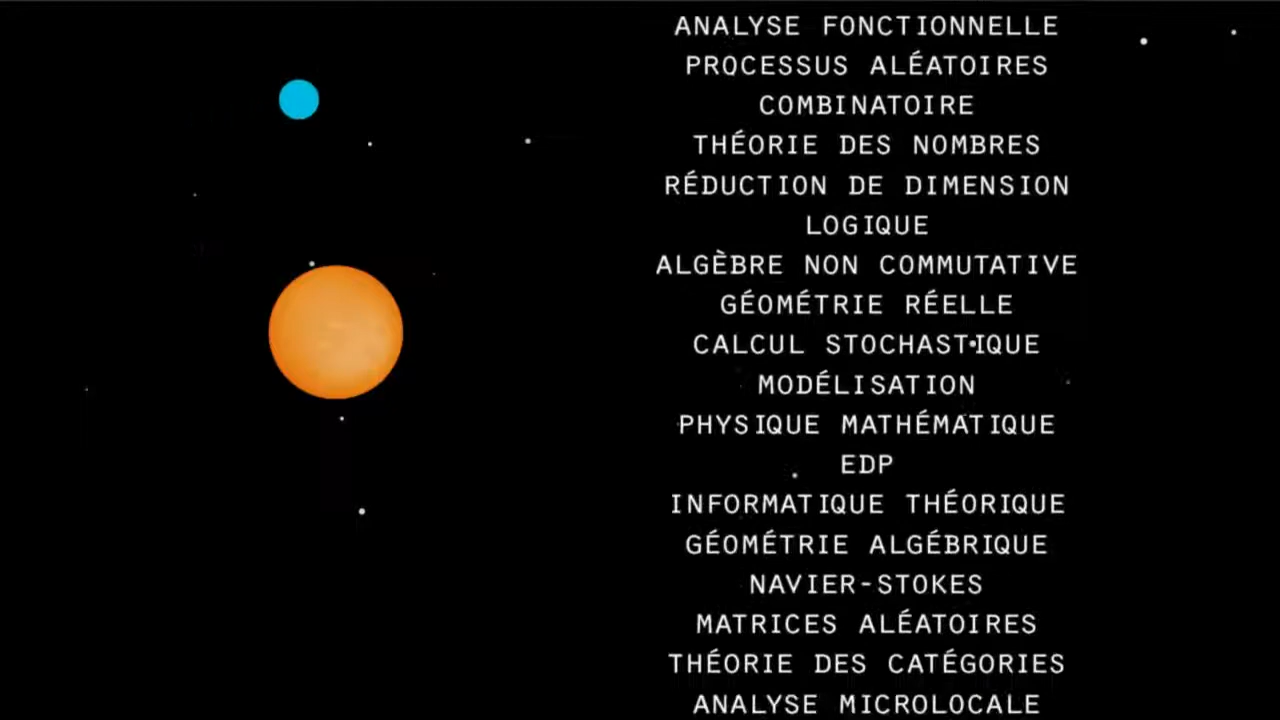 ANALYSE FONCTIONNELLE
PROCESSUS ALÉATOIRES
COMBINATOIRE
THÉORIE DES NOMBRES
RÉDUCTION DE DIMENSION
LOGIQUE
ALGÈBRE NON COMMUTATIVE
GÉOMÉTRIE RÉELLE
CALCUL STOCHASTIQUE
MODÉLISATION
PHYSIQUE MATHÉMATIQUE
EDP
INFORMATIQUE THÉORIQUE
GÉOMÉTRIE ALGÉBRIQUE
NAVIER-STOKES
MATRICES ALÉATOIRES
THÉORIE DES CATÉGORIES
ANALYSE MICROLOCALE